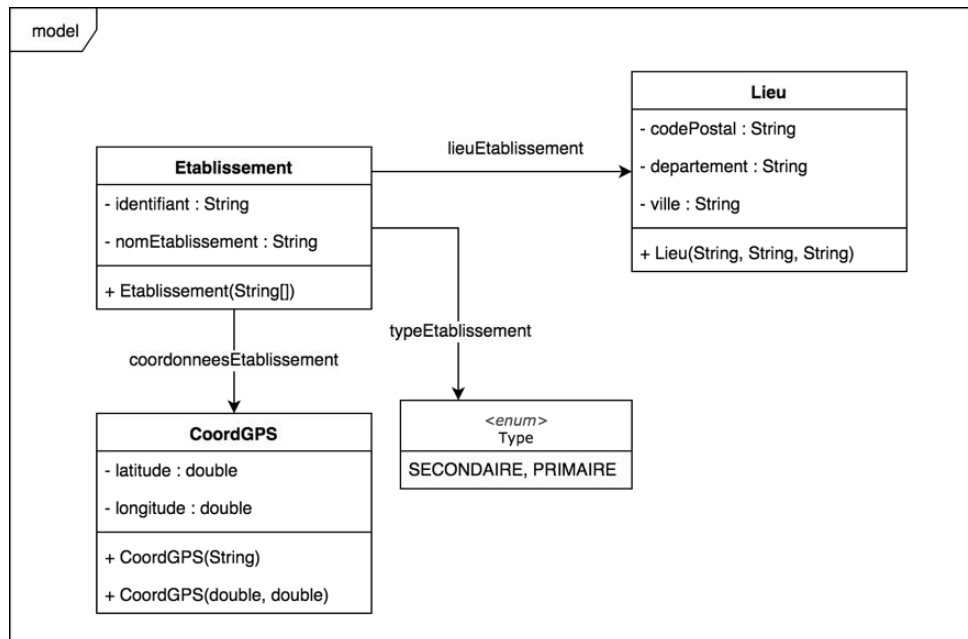 model
Lieu
- codePostal : String
- departement : String
- ville : String
+ Lieu(String, String, String)
lieuEtablissement
Etablissement
- identifiant : String
- nomEtablissement : String
+ Etablissement(String[])
typeEtablissement
coordonneesEtablissement
<enum>
Type
SECONDAIRE, PRIMAIRE
CoordGPS
- latitude : double
- longitude : double
+ CoordGPS(String)
+ CoordGPS(double, double)